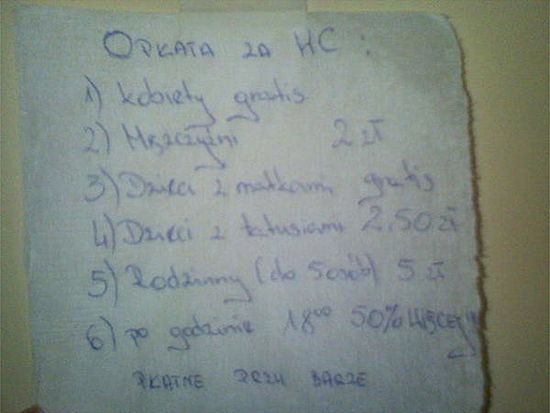 OPŁATA ZA WC :
1) kobiety gratis
2) Mężczyźni 2 zł
3) Dzieci z matkami gratis
4) Dzieci z tatusiami 2,50 zł
5) Rodzinny (do 5 osób) 5 zł
6) po godzinie 18⁰⁰ 50% WIĘCEJ!!
PŁATNE PRZY BARZE